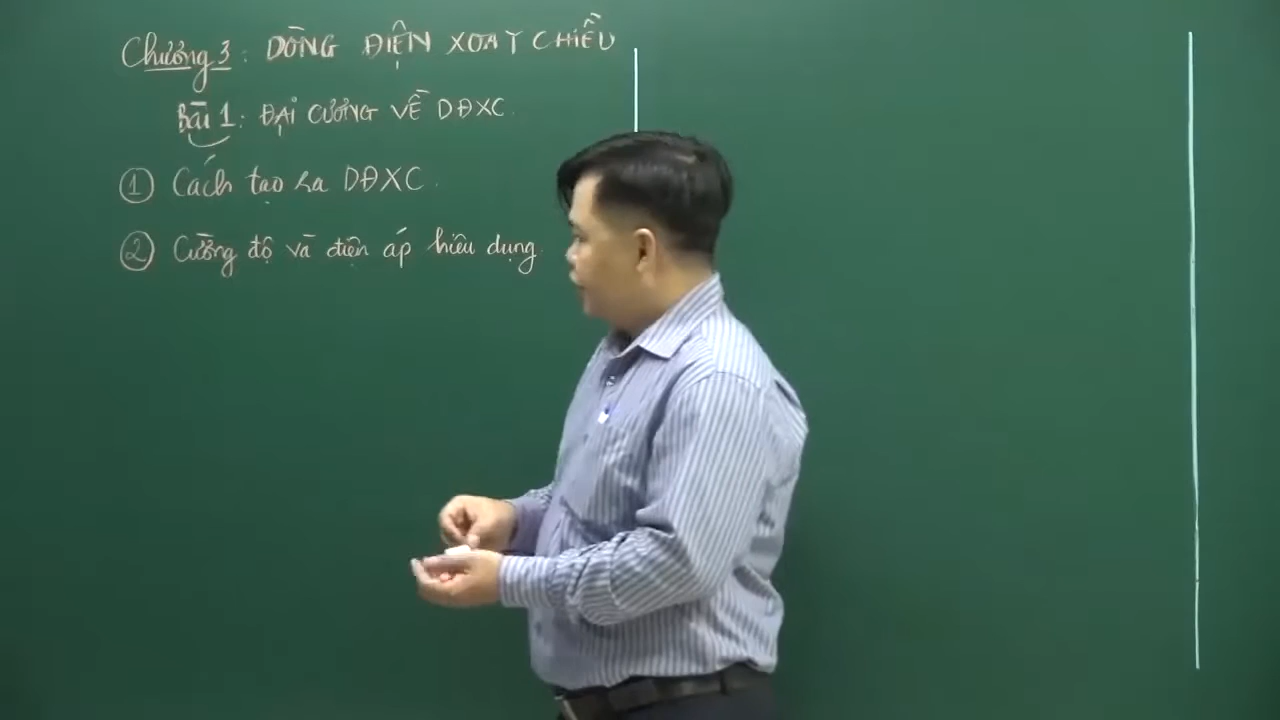 Chương 3: DÒNG ĐIỆN XOAY CHIỀU
Bài 1: ĐẠI CƯƠNG VỀ DĐXC.
① Cách tạo ra DĐXC.
② Cường độ và điện áp hiệu dụng.